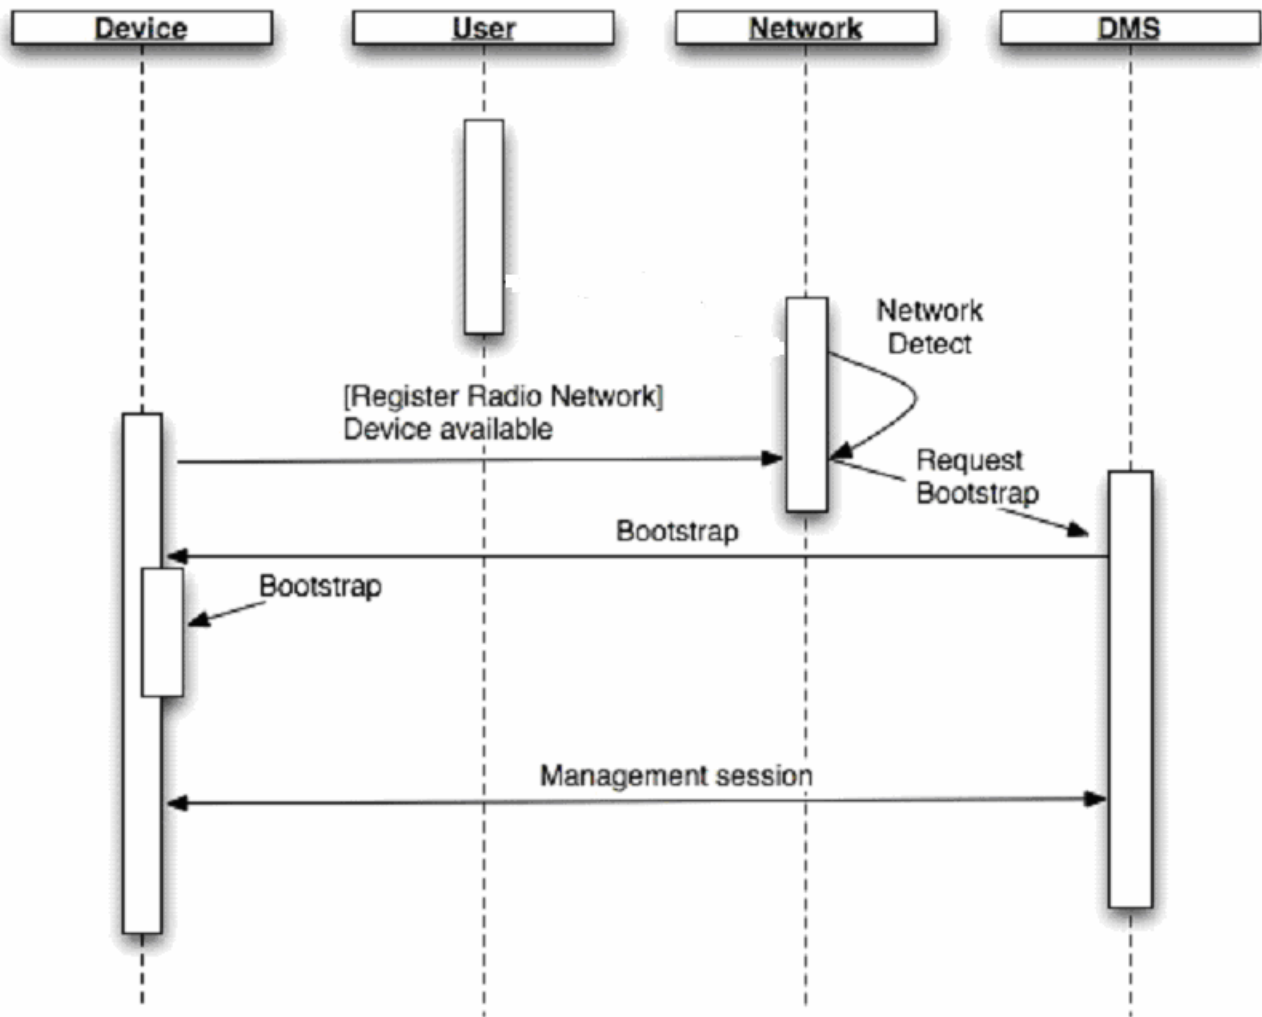 Device
User
Network
DMS
Network
Detect
[Register Radio Network]
Device available
Request
Bootstrap
Bootstrap
Bootstrap
Management session